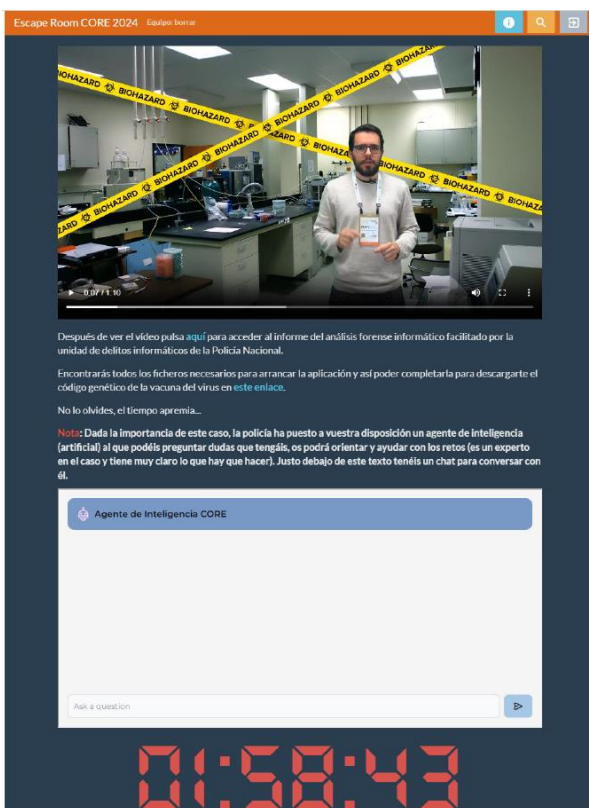 Escape Room CORE 2024 Equipo: borrar
BIOHAZARD BIOHAZARD BIOHAZARD BIOHAZARD BIOHAZARD BIOHAZARD
BIOHAZARD BIOHAZARD BIOHAZARD BIOHAZARD
0:07 / 1:10
Después de ver el vídeo pulsa aquí para acceder al informe del análisis forense informático facilitado por la
unidad de delitos informáticos de la Policía Nacional.
Encontrarás todos los ficheros necesarios para arrancar la aplicación y así poder completarla para descargarte el
código genético de la vacuna del virus en este enlace.
No lo olvides, el tiempo apremia...
Nota: Dada la importancia de este caso, la policía ha puesto a vuestra disposición un agente de inteligencia
(artificial) al que podéis preguntar dudas que tengáis, os podrá orientar y ayudar con los retos (es un experto
en el caso y tiene muy claro lo que hay que hacer). Justo debajo de este texto tenéis un chat para conversar con
él.
Agente de Inteligencia CORE
Ask a question
01:58:43